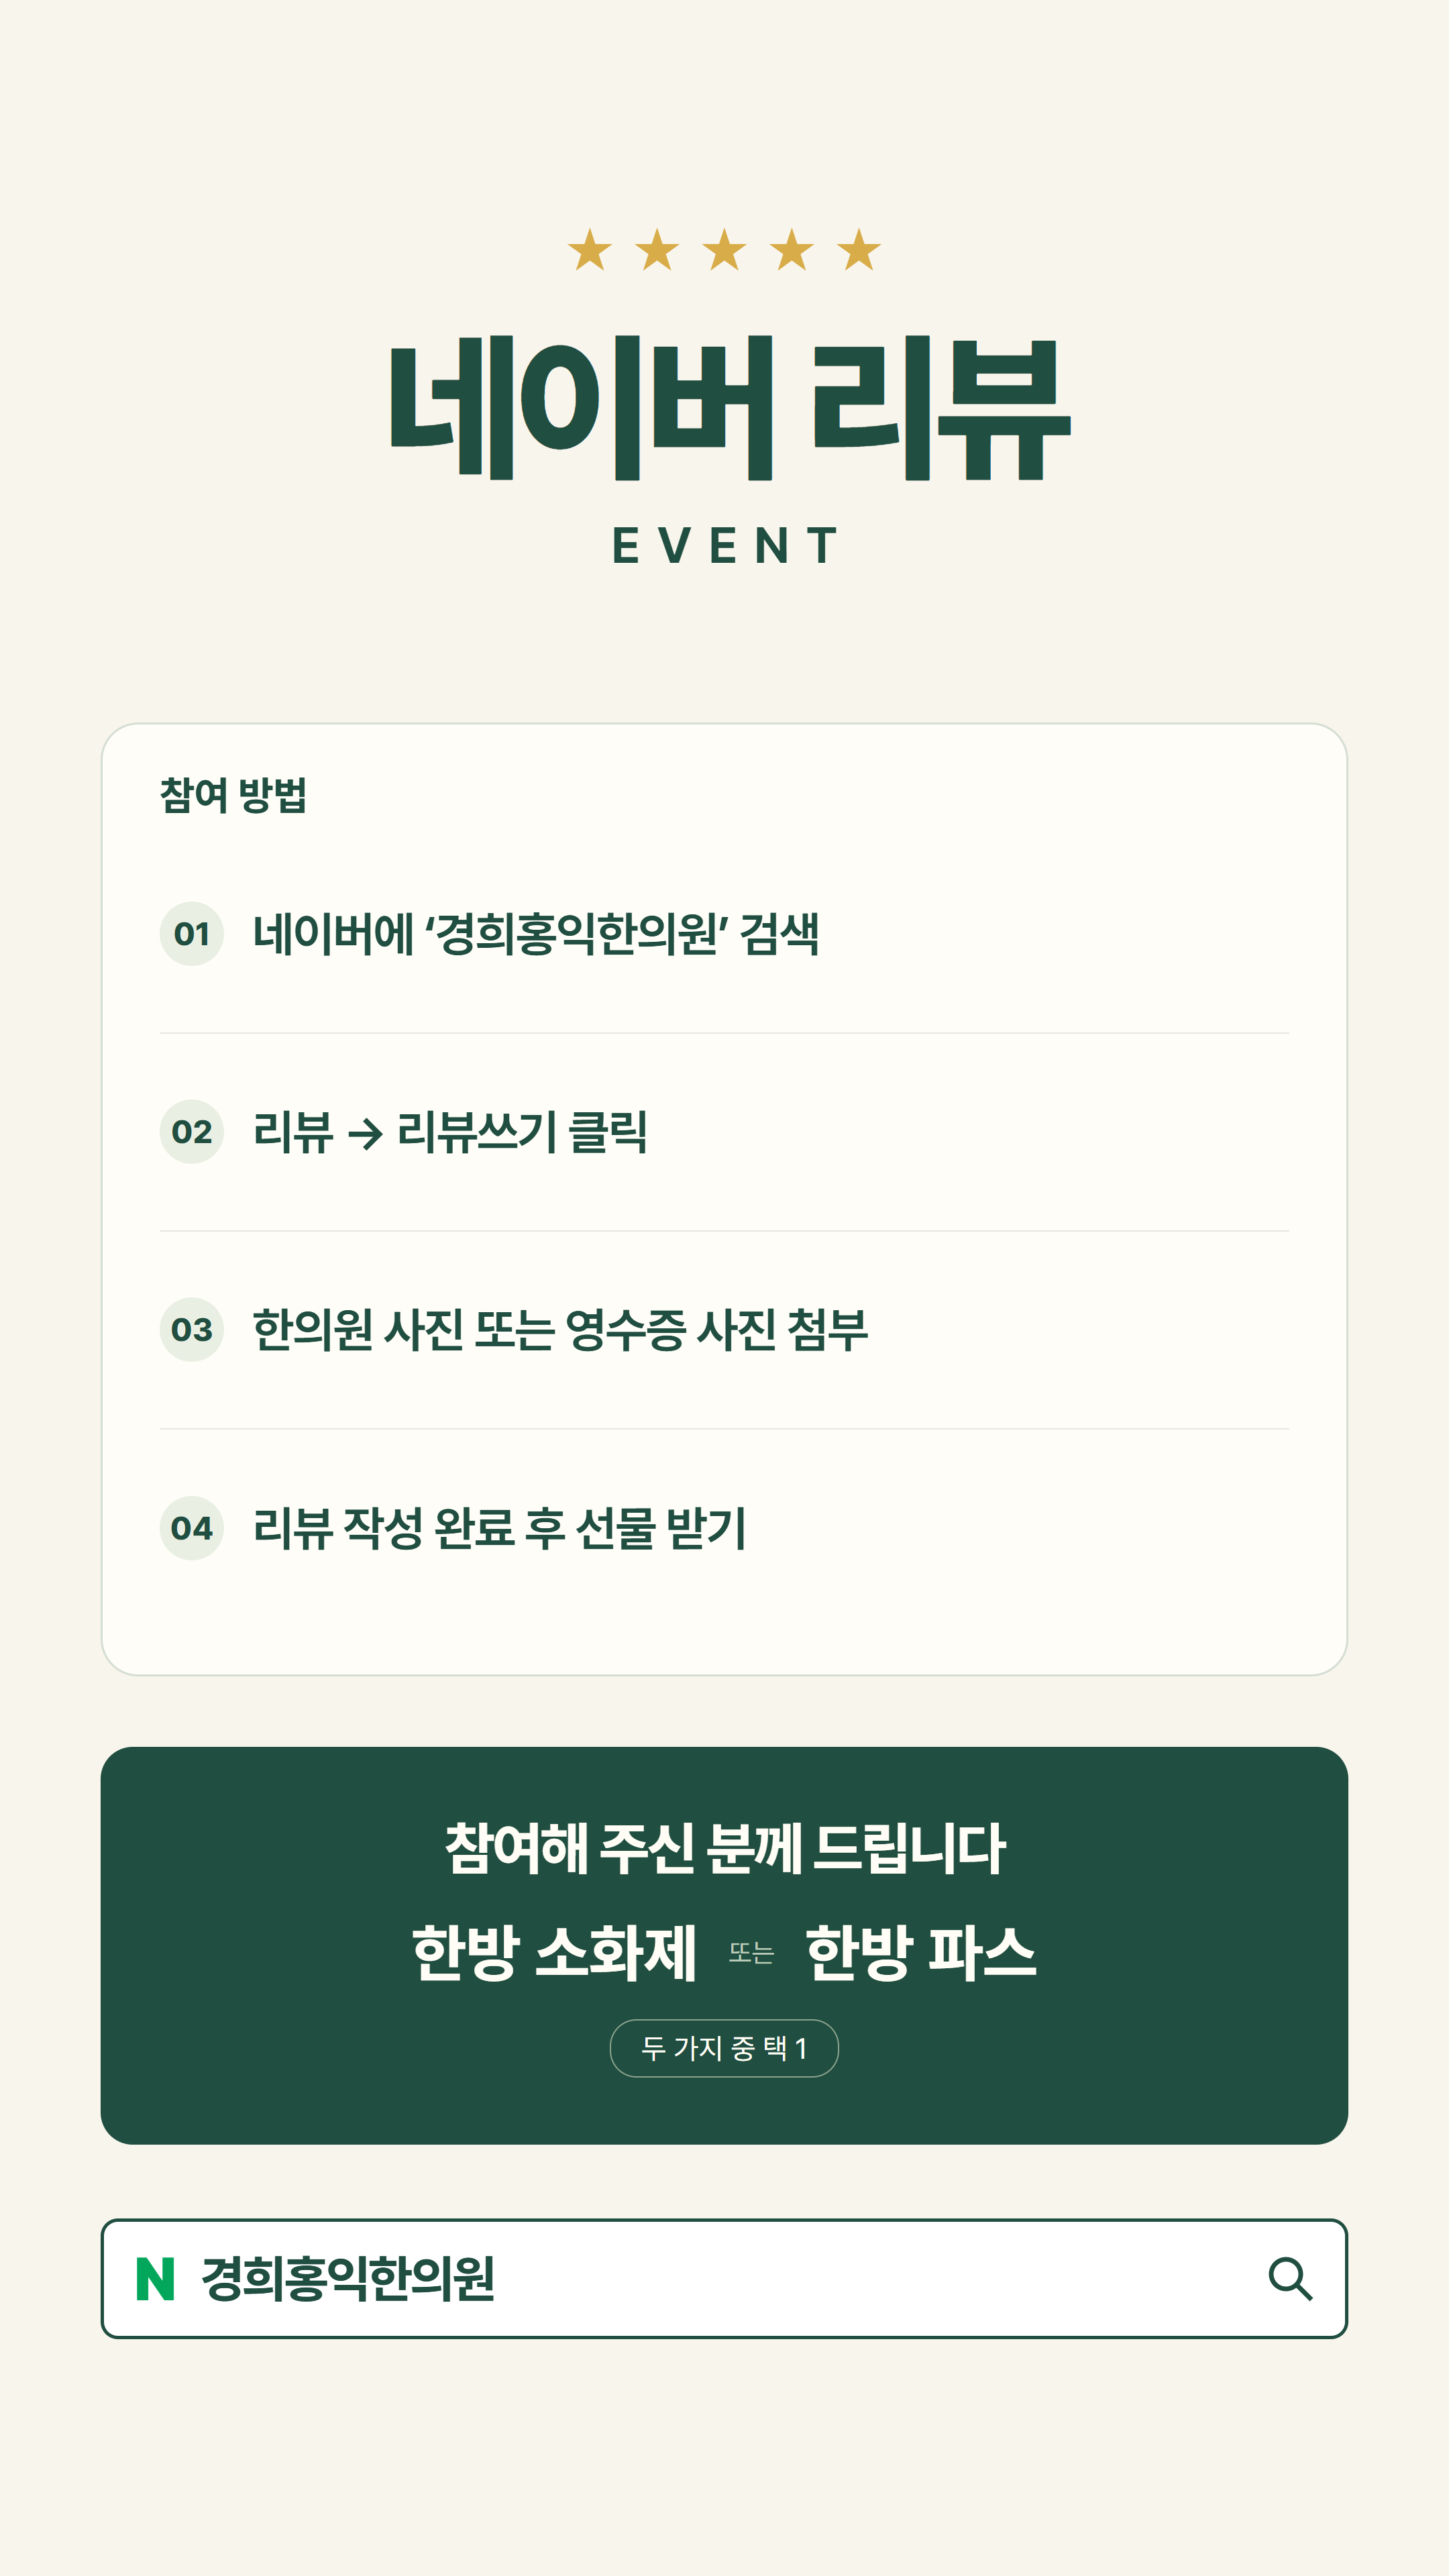 ★★★★★
네이버 리뷰
EVENT
참여 방법
01 네이버에 ‘경희홍익한의원’ 검색
02 리뷰 → 리뷰쓰기 클릭
03 한의원 사진 또는 영수증 사진 첨부
04 리뷰 작성 완료 후 선물 받기
참여해 주신 분께 드립니다
한방 소화제 또는 한방 파스
두 가지 중 택 1
N 경희홍익한의원